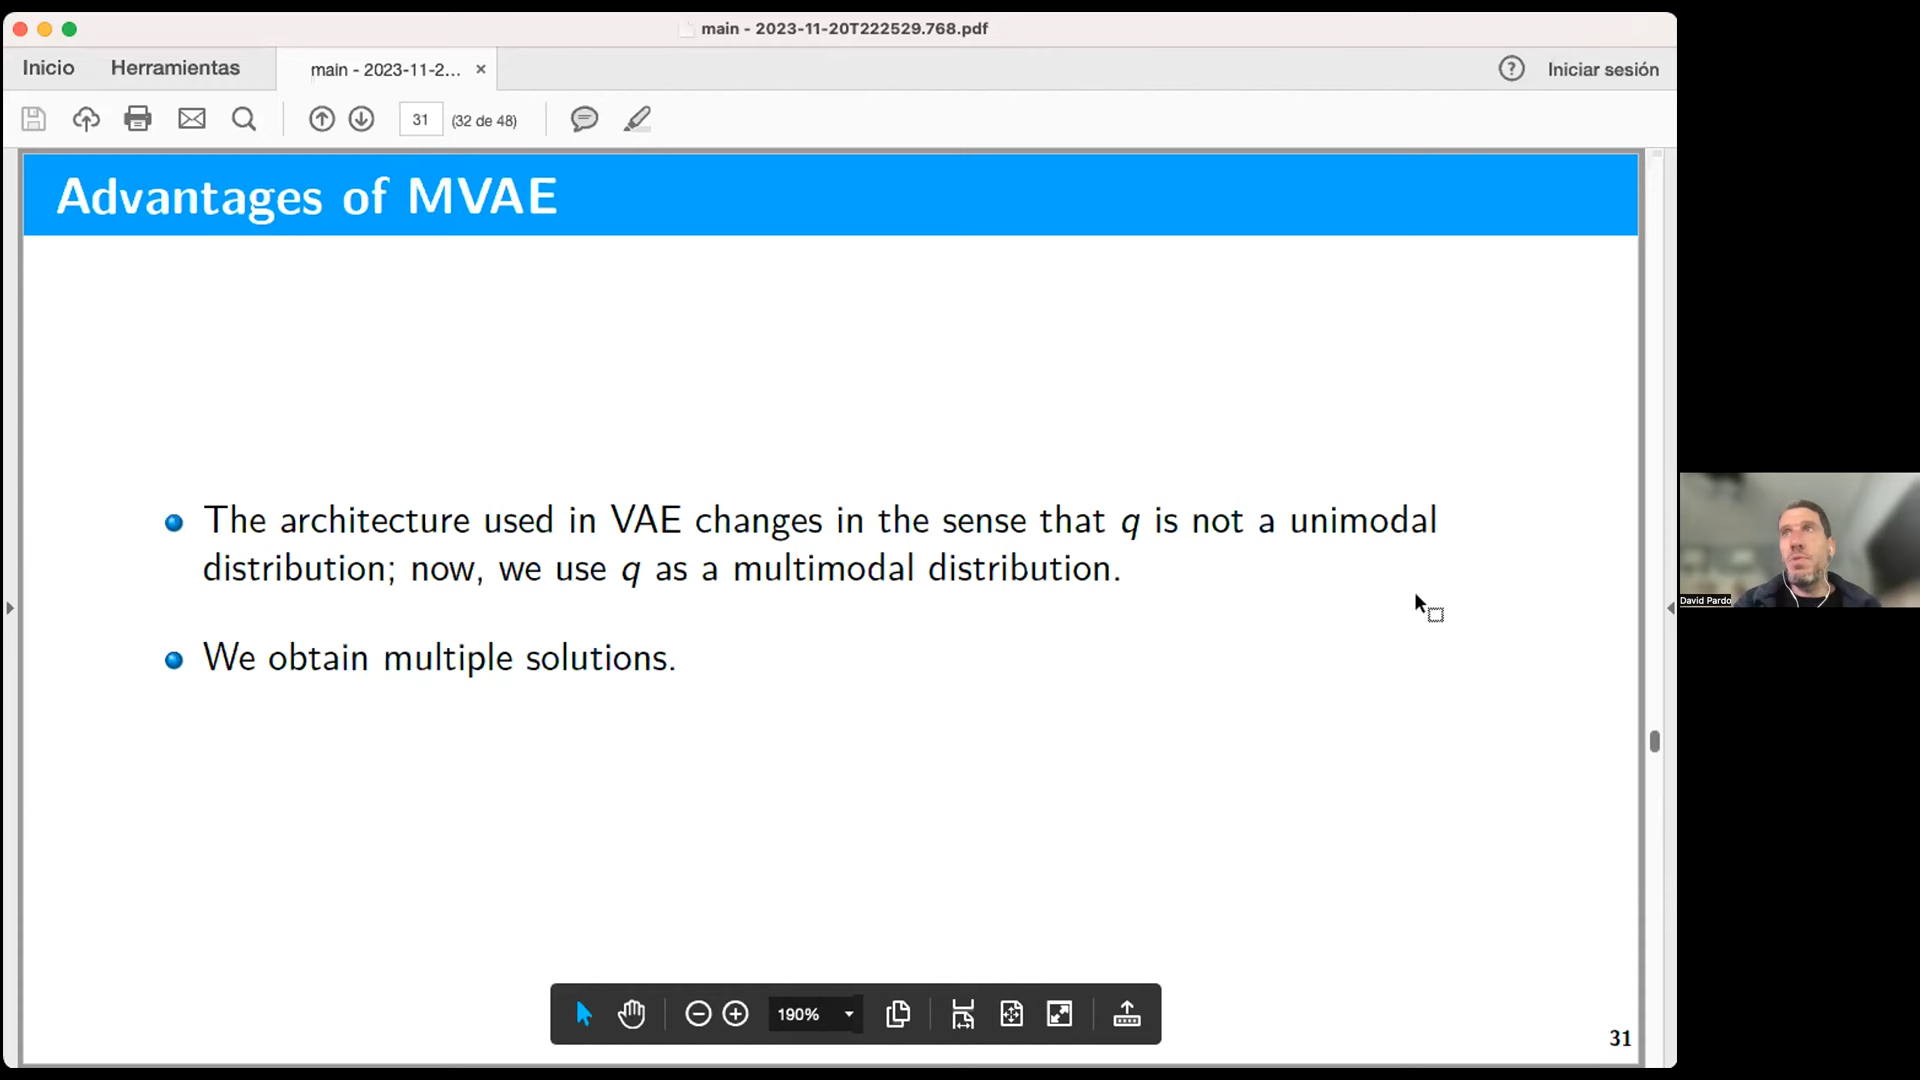 main - 2023-11-20T222529.768.pdf
Inicio Herramientas main - 2023-11-2... × ? Iniciar sesión
31 (32 de 48)
Advantages of MVAE
The architecture used in VAE changes in the sense that q is not a unimodal
distribution; now, we use q as a multimodal distribution.
We obtain multiple solutions.
David Pardo
190%
31